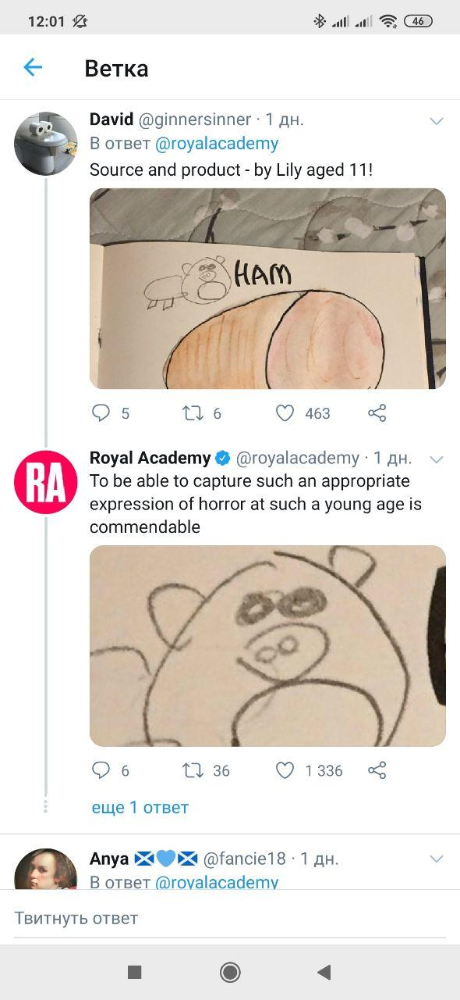 12:01
46
Ветка
David @ginnersinner · 1 дн.
В ответ @royalacademy
Source and product - by Lily aged 11!
HAM
5 6 463
RA
Royal Academy @royalacademy · 1 дн.
To be able to capture such an appropriate
expression of horror at such a young age is
commendable
6 36 1 336
еще 1 ответ
Anya @fancie18 · 1 дн.
В ответ @royalacademy
Твитнуть ответ